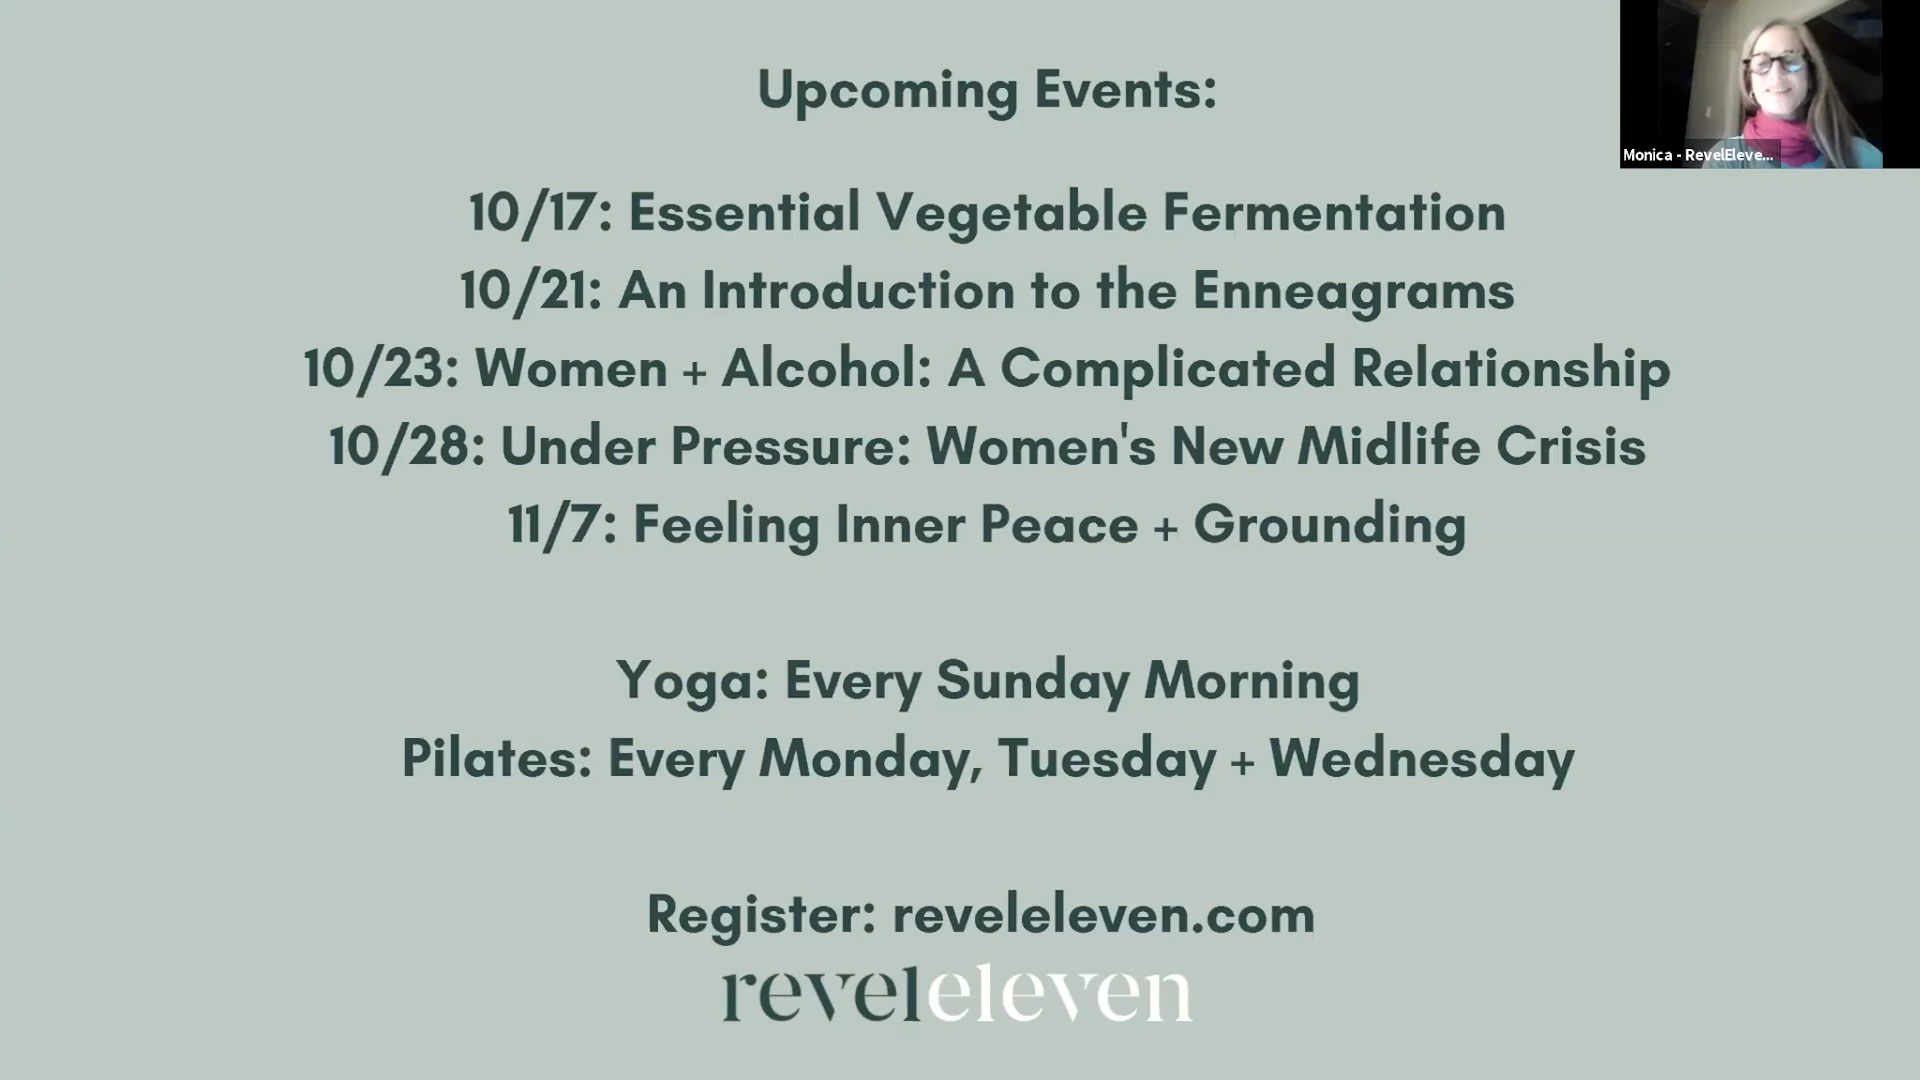 Upcoming Events:
Monica - RevelEleve...
10/17: Essential Vegetable Fermentation
10/21: An Introduction to the Enneagrams
10/23: Women + Alcohol: A Complicated Relationship
10/28: Under Pressure: Women's New Midlife Crisis
11/7: Feeling Inner Peace + Grounding
Yoga: Every Sunday Morning
Pilates: Every Monday, Tuesday + Wednesday
Register: releveleven.com
reveleleven